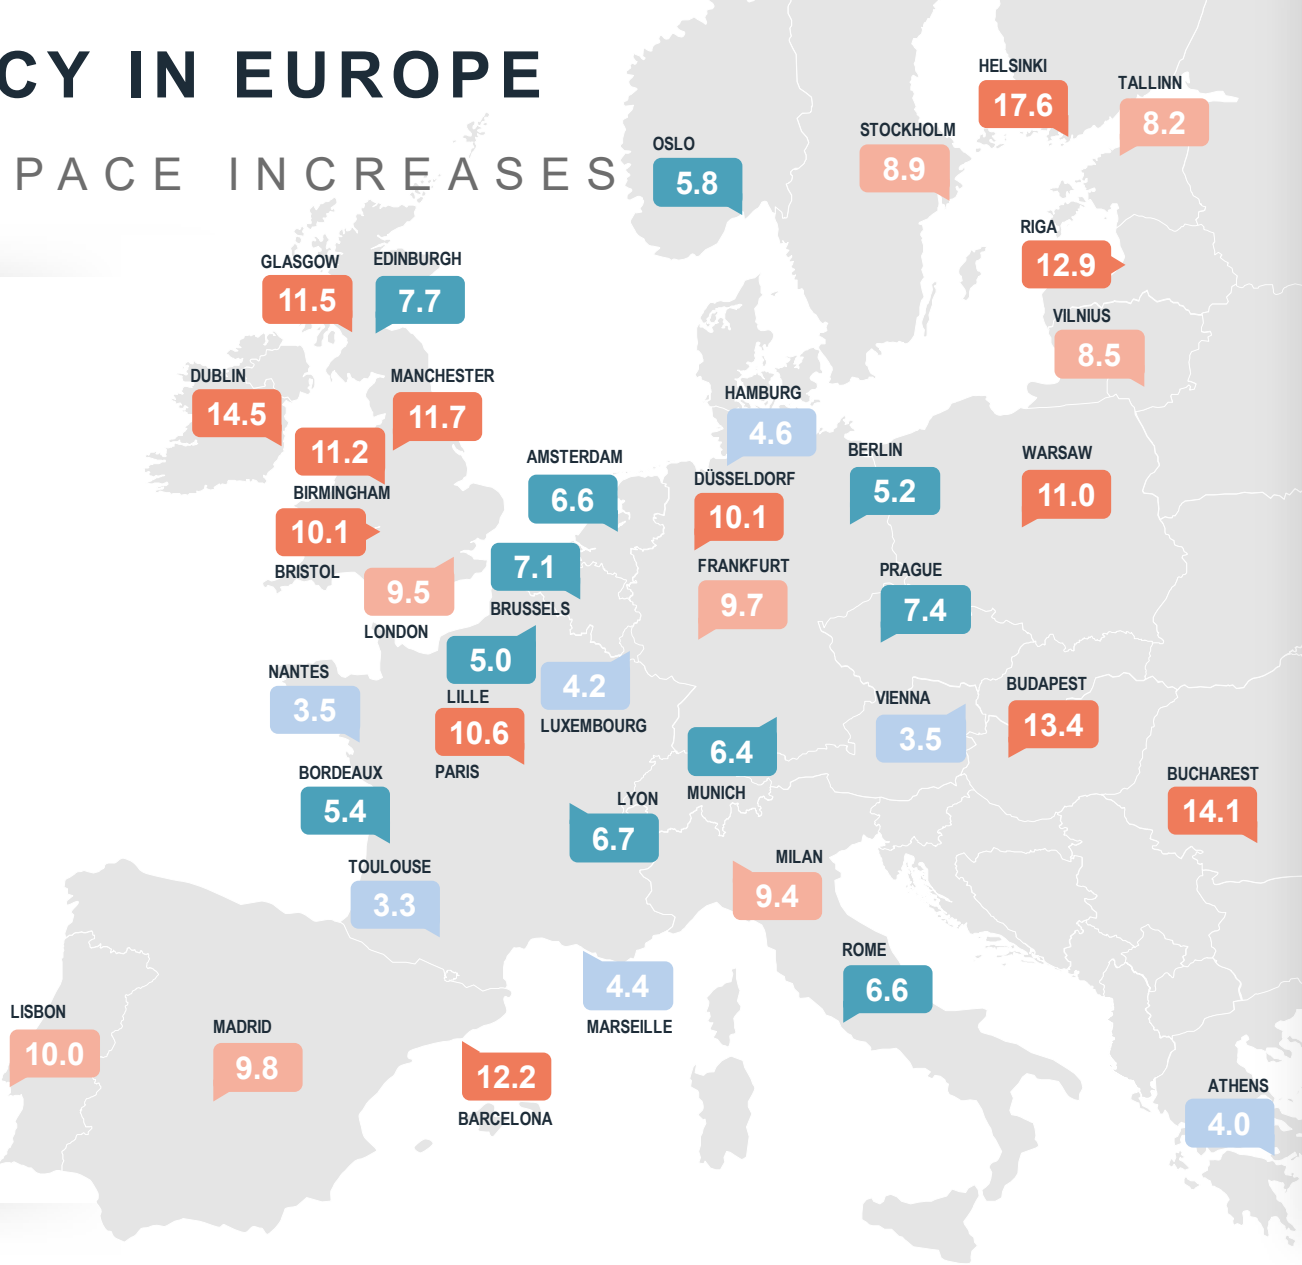 CY IN EUROPE
PACE INCREASES
HELSINKI
17.6
TALLINN
8.2
STOCKHOLM
8.9
OSLO
5.8
RIGA
12.9
GLASGOW
11.5
EDINBURGH
7.7
VILNIUS
8.5
DUBLIN
14.5
MANCHESTER
11.7
HAMBURG
4.6
11.2
BIRMINGHAM
AMSTERDAM
6.6
BERLIN
5.2
WARSAW
11.0
DÜSSELDORF
10.1
10.1
BRISTOL
7.1
BRUSSELS
FRANKFURT
9.7
PRAGUE
7.4
9.5
LONDON
5.0
LILLE
4.2
LUXEMBOURG
NANTES
3.5
10.6
PARIS
VIENNA
3.5
BUDAPEST
13.4
6.4
MUNICH
BORDEAUX
5.4
BUCHAREST
14.1
LYON
6.7
TOULOUSE
3.3
MILAN
9.4
ROME
6.6
4.4
MARSEILLE
LISBON
10.0
MADRID
9.8
12.2
BARCELONA
ATHENS
4.0